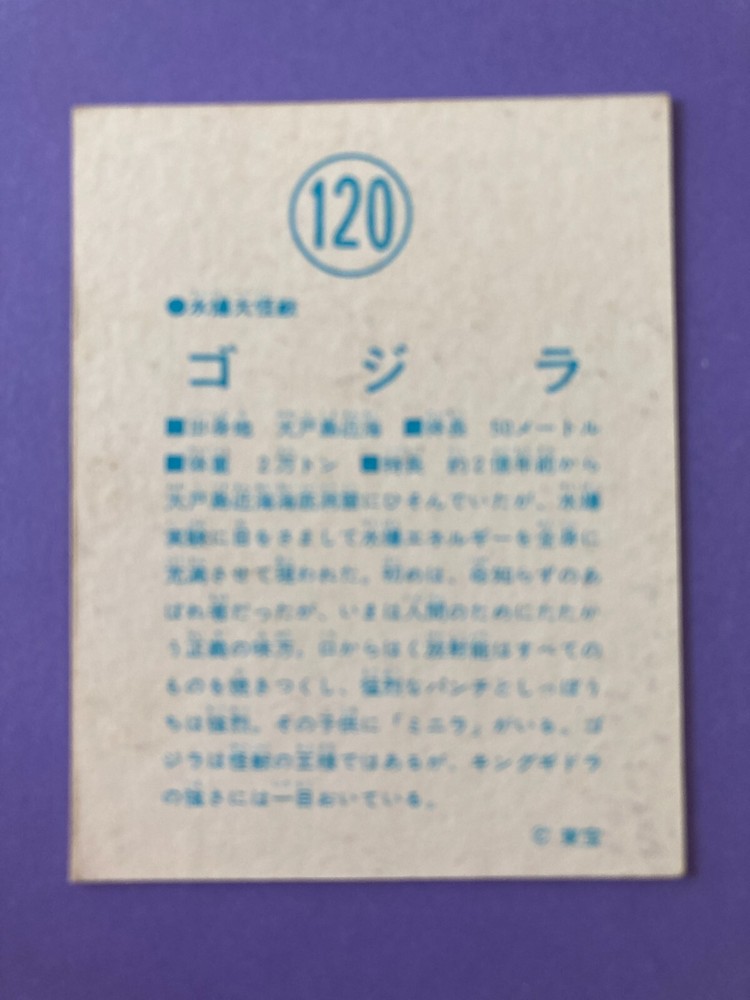 120
●水爆大怪獣
ゴジラ
■出身地 大戸島近海 ■体長 50メートル
■体重 2万トン ■特長 約2億年前から
大戸島近海海底洞窟にひそんでいたが、水爆
実験に目をさまして水爆エネルギーを全身に
充満させて現われた。初めは、命知らずのあ
ばれ者だったが、いまは人間のためにたたか
う正義の味方。口からはく放射能はすべての
ものを焼きつくし、強烈なパンチとしっぽう
ちは強烈。その子供に「ミニラ」がいる。ゴ
ジラは怪獣の王様ではあるが、キングギドラ
の強さには一目おいている。
© 東宝